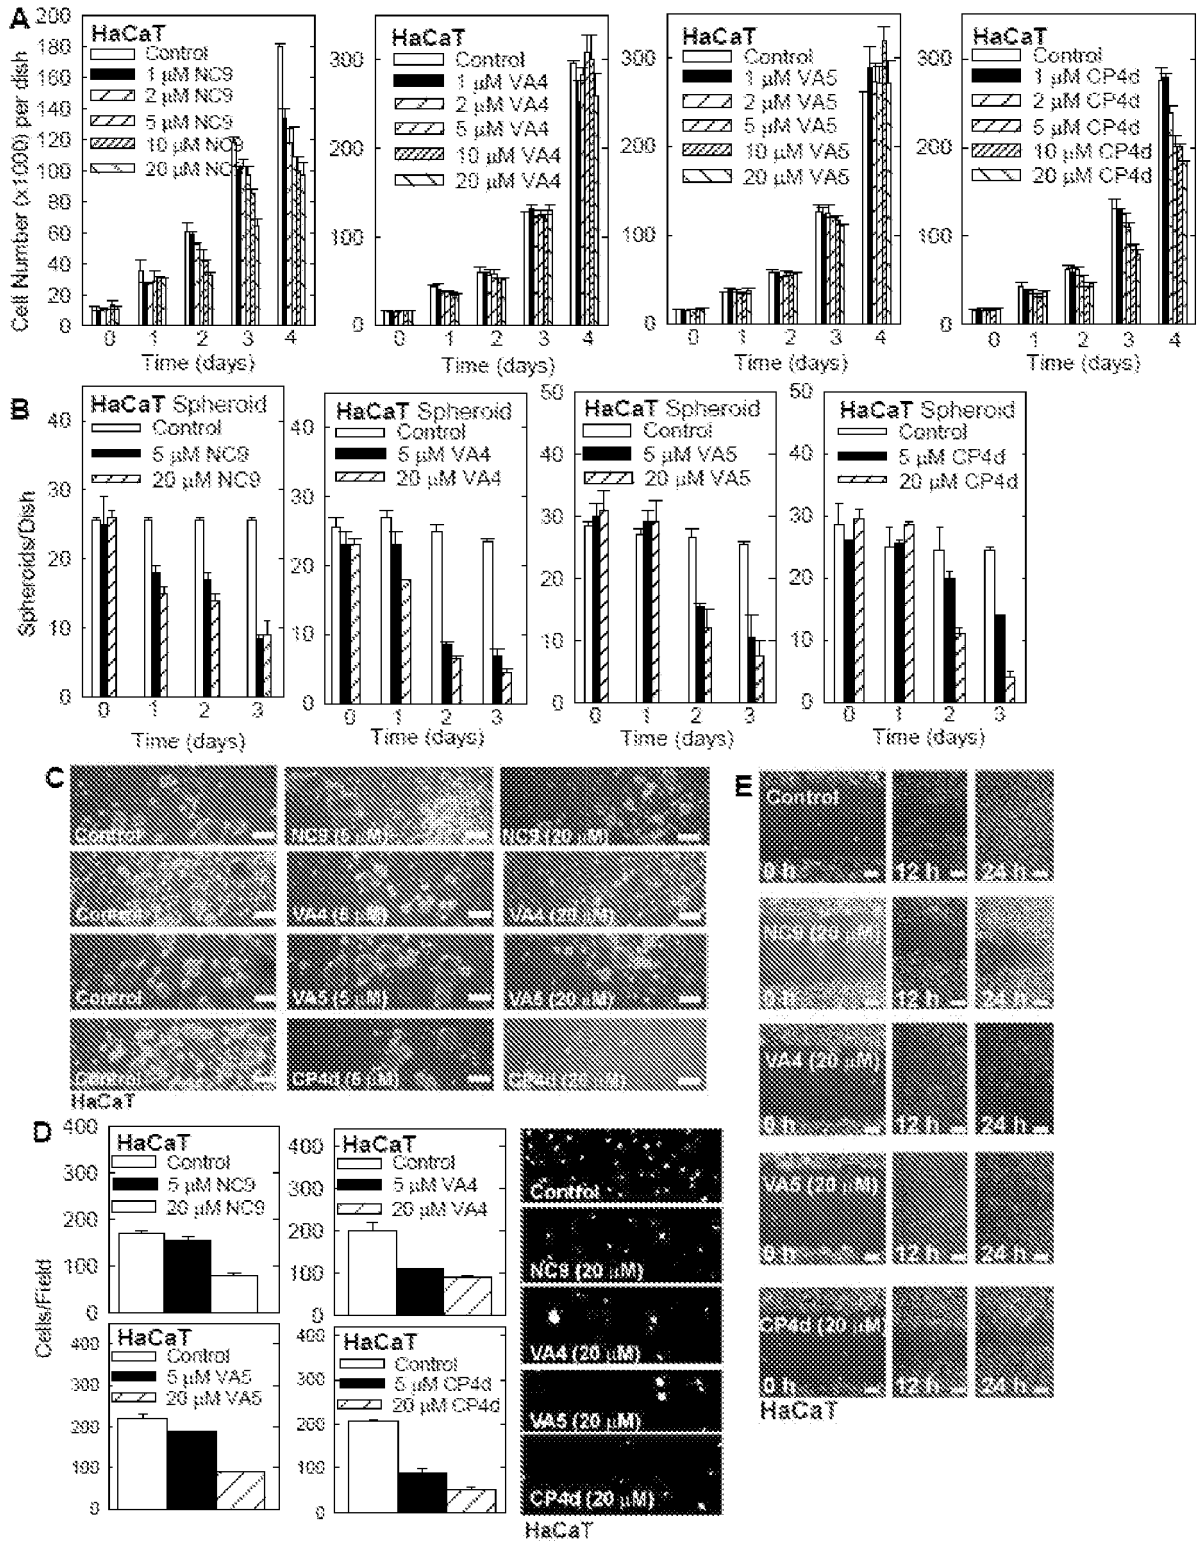 A
HaCaT
Control
1 μM NC9
2 μM NC9
5 μM NC9
10 μM NC9
20 μM NC9
Cell Number (x1000) per dish
200
180
160
140
120
100
80
60
40
20
0
0 1 2 3 4
Time (days)
HaCaT
Control
1 μM VA4
2 μM VA4
5 μM VA4
10 μM VA4
20 μM VA4
300
200
100
0
0 1 2 3 4
Time (days)
HaCaT
Control
1 μM VA5
2 μM VA5
5 μM VA5
10 μM VA5
20 μM VA5
300
200
100
0
0 1 2 3 4
Time (days)
HaCaT
Control
1 μM CP4d
2 μM CP4d
5 μM CP4d
10 μM CP4d
20 μM CP4d
300
200
100
0
0 1 2 3 4
Time (days)
B
HaCaT Spheroid
Control
5 μM NC9
20 μM NC9
Spheroids/Dish
40
30
20
10
0
0 1 2 3
Time (days)
HaCaT Spheroid
Control
5 μM VA4
20 μM VA4
40
30
20
10
0
0 1 2 3
Time (days)
HaCaT Spheroid
Control
5 μM VA5
20 μM VA5
50
40
30
20
10
0
0 1 2 3
Time (days)
HaCaT Spheroid
Control
5 μM CP4d
20 μM CP4d
50
40
30
20
10
0
0 1 2 3
Time (days)
C
Control
NC9 (5 μM)
NC9 (20 μM)
Control
VA4 (5 μM)
VA4 (20 μM)
Control
VA5 (5 μM)
VA5 (20 μM)
Control
CP4d (5 μM)
CP4d (20 μM)
HaCaT
D
HaCaT
Control
5 μM NC9
20 μM NC9
Cells/Field
400
300
200
100
0
HaCaT
Control
5 μM VA4
20 μM VA4
400
300
200
100
0
HaCaT
Control
5 μM VA5
20 μM VA5
400
300
200
100
0
HaCaT
Control
5 μM CP4d
20 μM CP4d
400
300
200
100
0
Control
NC9 (20 μM)
VA4 (20 μM)
VA5 (20 μM)
CP4d (20 μM)
HaCaT
E
Control
0 h
12 h
24 h
NC9 (20 μM)
0 h
12 h
24 h
VA4 (20 μM)
0 h
12 h
24 h
VA5 (20 μM)
0 h
12 h
24 h
CP4d (20 μM
0 h
12 h
24 h
HaCaT